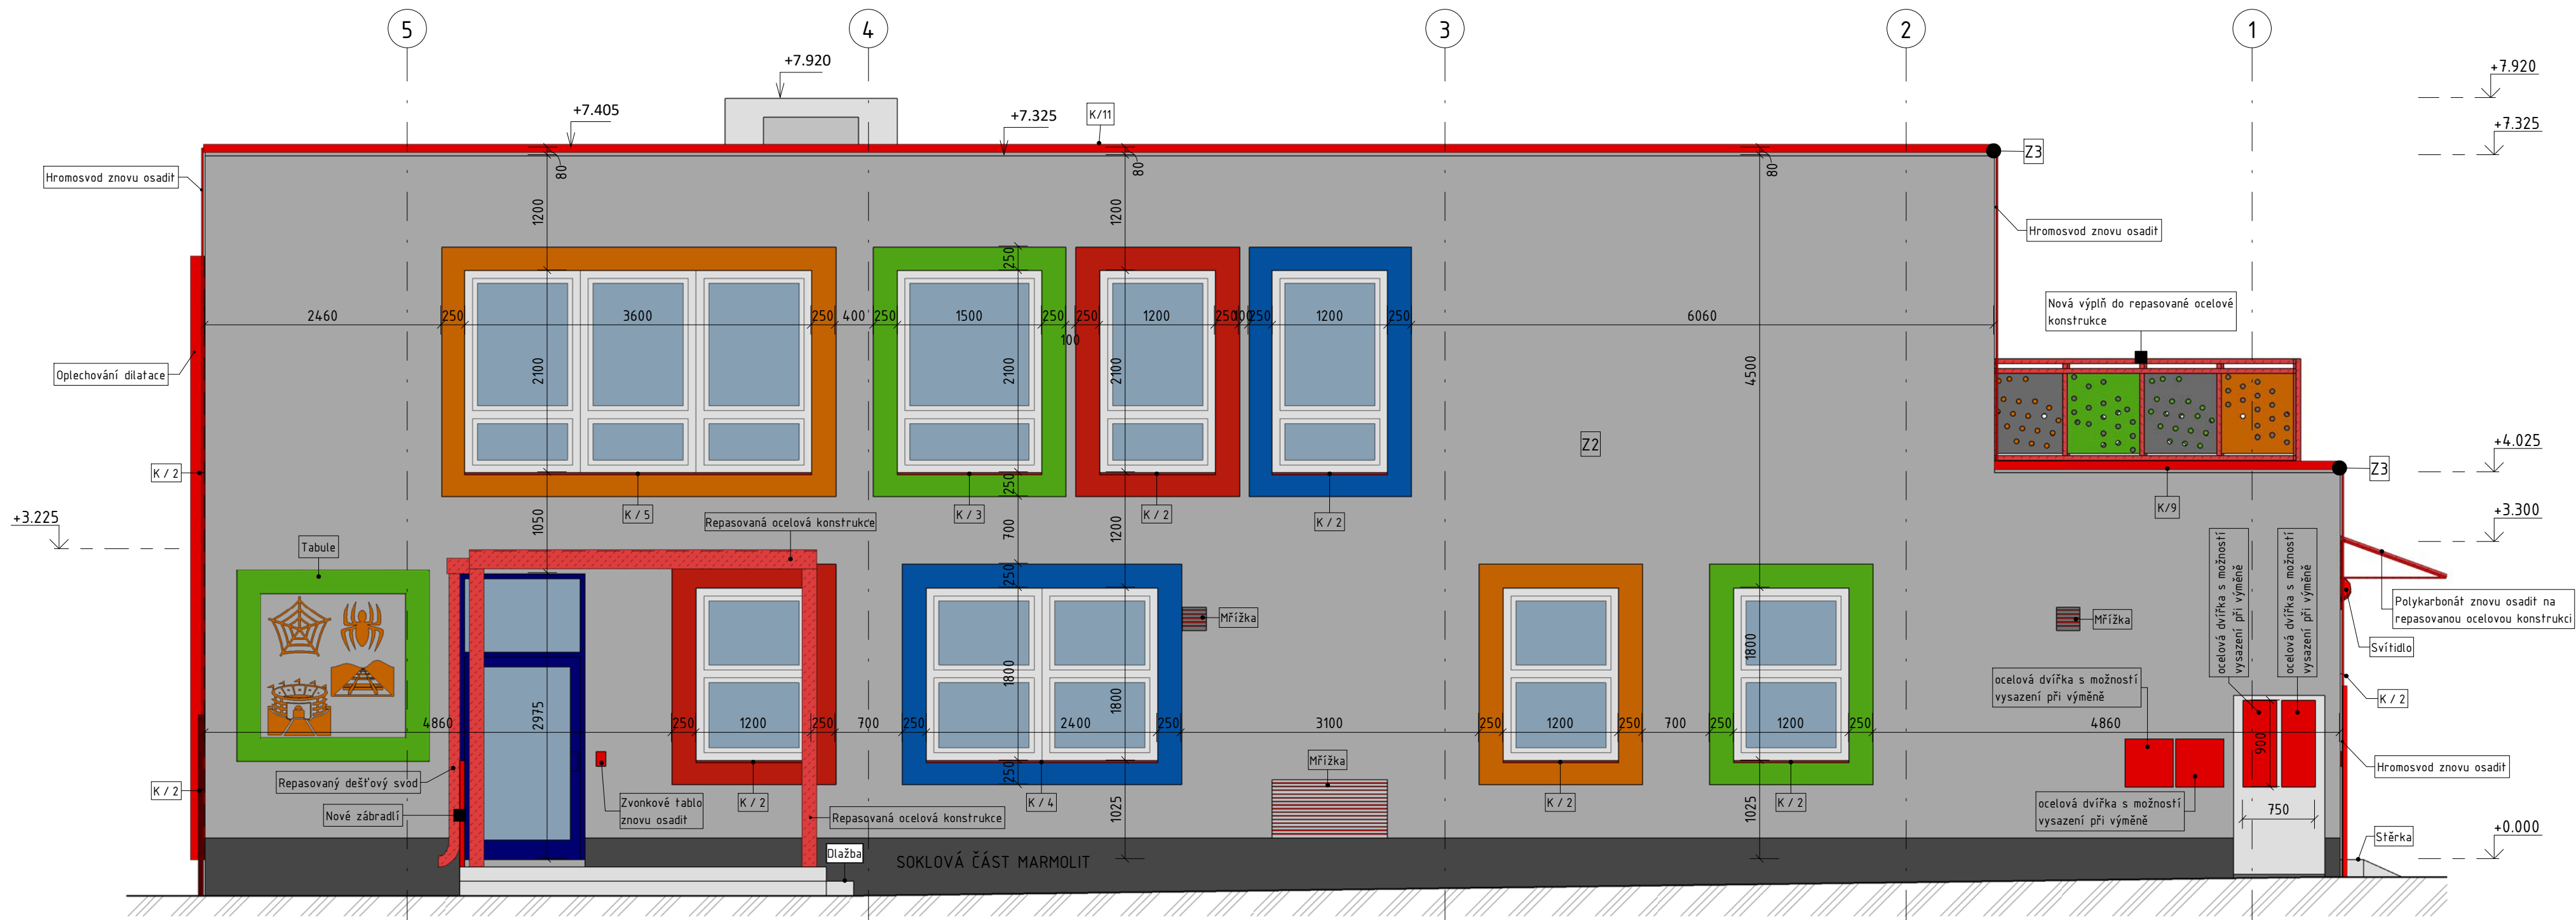 5
4
3
2
1
+7.920
+7.920
+7.405
+7.325
K/11
+7.325
Z3
Hromosvod znovu osadit
80
80
80
1200
1200
Hromosvod znovu osadit
250
Nová výplň do repasované ocelové
konstrukce
2460
250
3600
250
400
250
1500
250
100
250
1200
250
100
250
1200
250
6060
Oplechování dilatace
2100
2100
2100
4500
Z2
+4.025
Z3
K / 2
250
K / 5
K / 3
K / 2
K / 2
K/9
+3.225
1050
Repasovaná ocelová konstrukce
700
1200
+3.300
Tabule
250
ocelová dvířka s možností
vysazení při výměně
ocelová dvířka s možností
vysazení při výměně
Mřížka
Mřížka
Polykarbonát znovu osadit na
repasovanou ocelovou konstrukci
Svítidlo
1800
1800
1800
ocelová dvířka s možností
vysazení při výměně
K / 2
4860
2975
250
1200
250
700
250
2400
250
3100
250
1200
250
700
250
1200
250
4860
900
Mřížka
250
Hromosvod znovu osadit
Repasovaný dešťový svod
K / 2
Zvonkové tablo
znovu osadit
K / 2
K / 4
K / 2
K / 2
ocelová dvířka s možností
vysazení při výměně
750
Nové zábradlí
Repasovaná ocelová konstrukce
1025
1025
+0.000
Stěrka
Dlažba
SOKLOVÁ ČÁST MARMOLIT